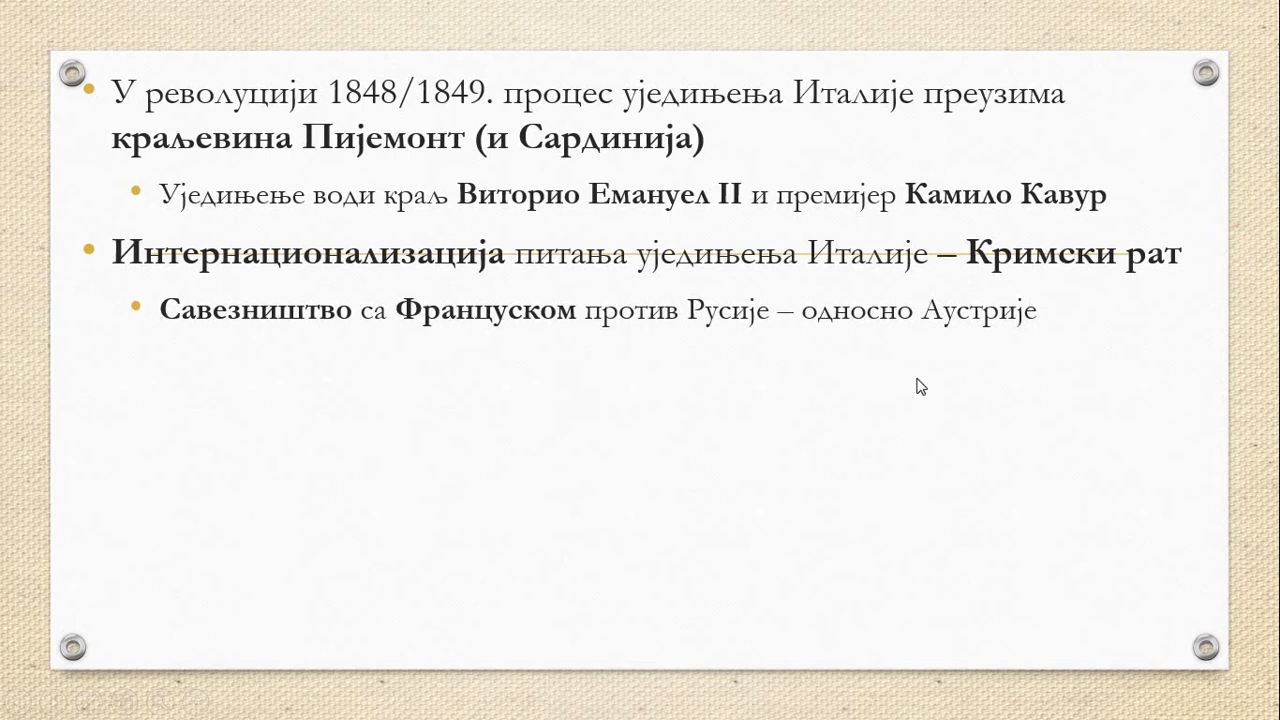 У револуцији 1848/1849. процес уједињења Италије преузима
краљевина Пијемонт (и Сардинија)
Уједињење води краљ Виторио Емануел II и премијер Камило Кавур
Интернационализација питања уједињења Италије – Кримски рат
Савезништво са Француском против Русије – односно Аустрије